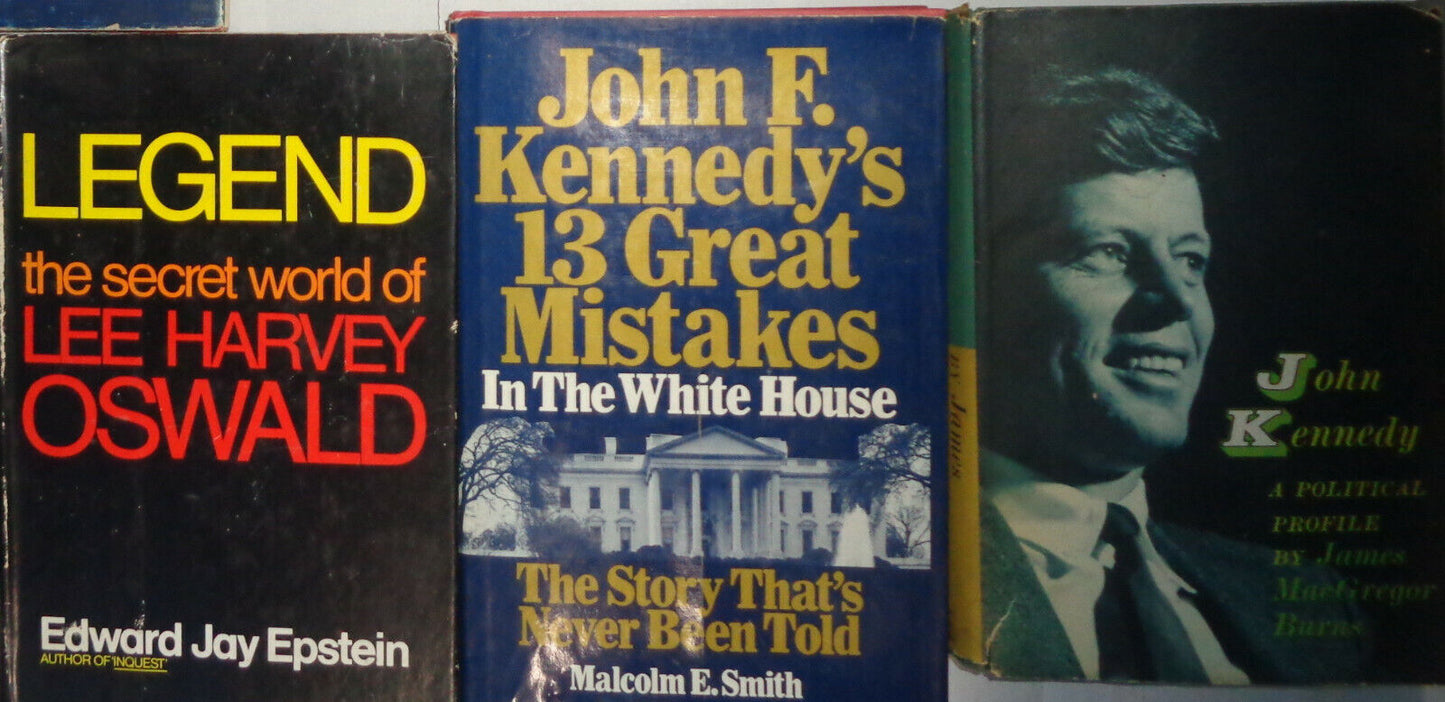 LEGEND
the secret world of
LEE HARVEY
OSWALD
Edward Jay Epstein
AUTHOR OF 'INQUEST'
John F.
Kennedy's
13 Great
Mistakes
In The White House
The Story That's
Never Been Told
Malcolm E. Smith
BY James
John
Kennedy
A POLITICAL
PROFILE
BY James
MacGregor
Burns